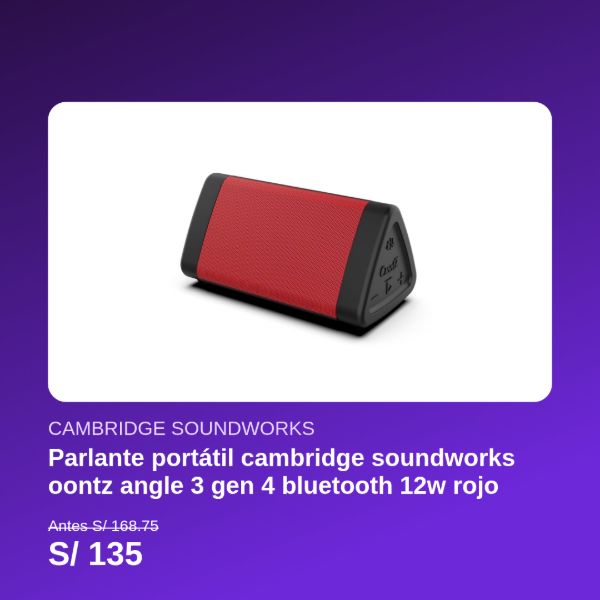 CAMBRIDGE SOUNDWORKS
Parlante portátil cambridge soundworks
oontz angle 3 gen 4 bluetooth 12w rojo
Antes S/ 168.75
S/ 135